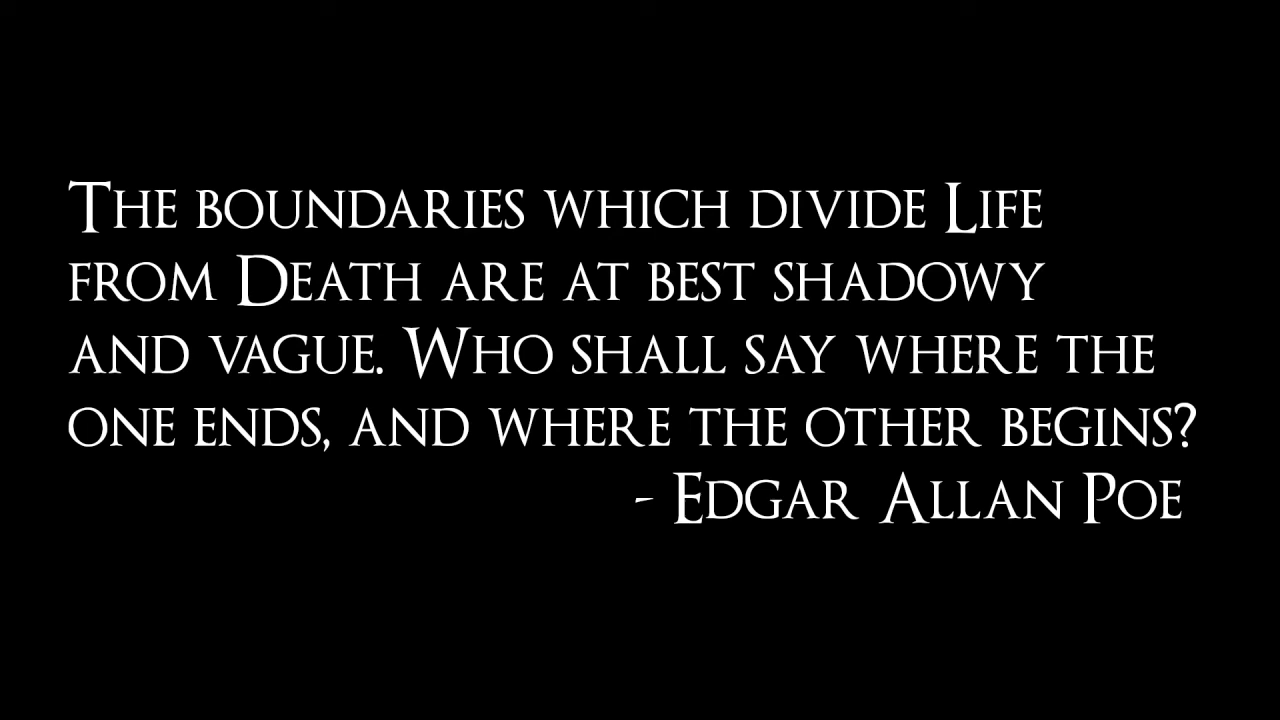 The boundaries which divide Life
from Death are at best shadowy
and vague. Who shall say where the
one ends, and where the other begins?
- Edgar Allan Poe